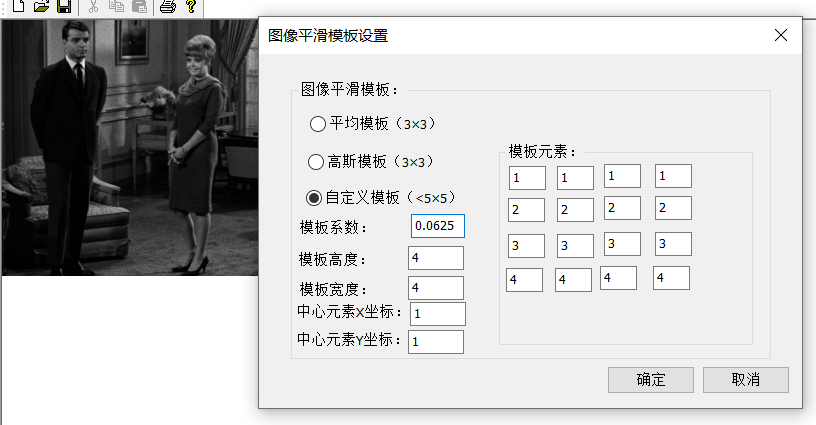 图像平滑模板设置
图像平滑模板：
平均模板（3×3）
高斯模板（3×3）
自定义模板（<5×5）
模板系数： 0.0625
模板高度： 4
模板宽度： 4
中心元素X坐标： 1
中心元素Y坐标： 1
模板元素：
1 1 1 1
2 2 2 2
3 3 3 3
4 4 4 4
确定 取消